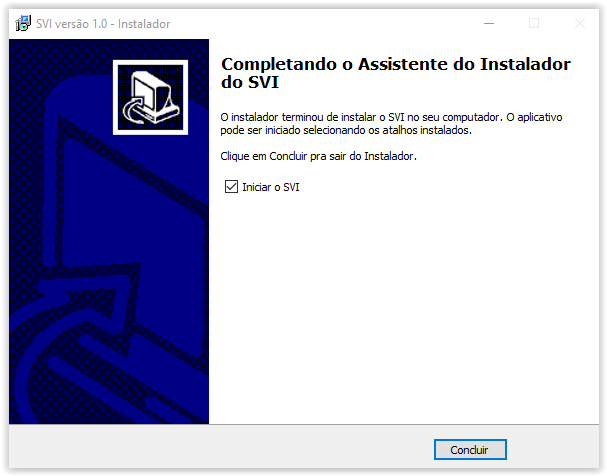 SVI versão 1.0 - Instalador
Completando o Assistente do Instalador
do SVI
O instalador terminou de instalar o SVI no seu computador. O aplicativo
pode ser iniciado selecionando os atalhos instalados.
Clique em Concluir pra sair do Instalador.
Iniciar o SVI
Concluir